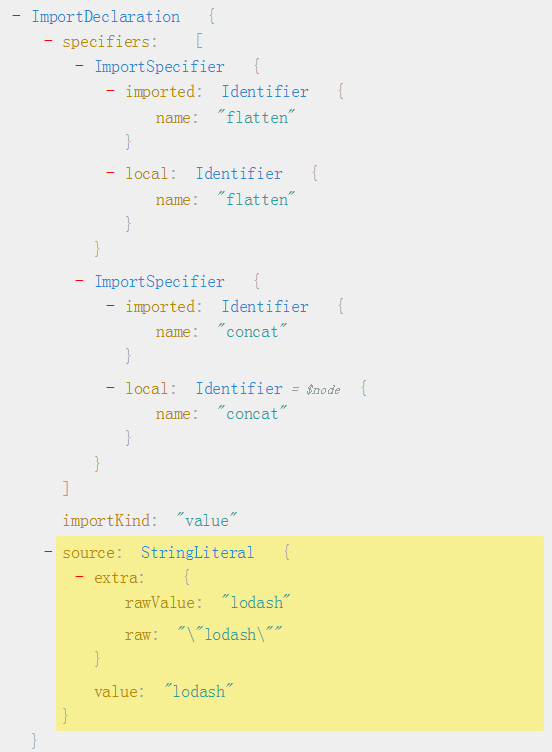 - ImportDeclaration {
- specifiers: [
- ImportSpecifier {
- imported: Identifier {
name: "flatten"
}
- local: Identifier {
name: "flatten"
}
}
- ImportSpecifier {
- imported: Identifier {
name: "concat"
}
- local: Identifier = $node {
name: "concat"
}
}
]
importKind: "value"
- source: StringLiteral {
- extra: {
rawValue: "lodash"
raw: "\"lodash\""
}
value: "lodash"
}
}